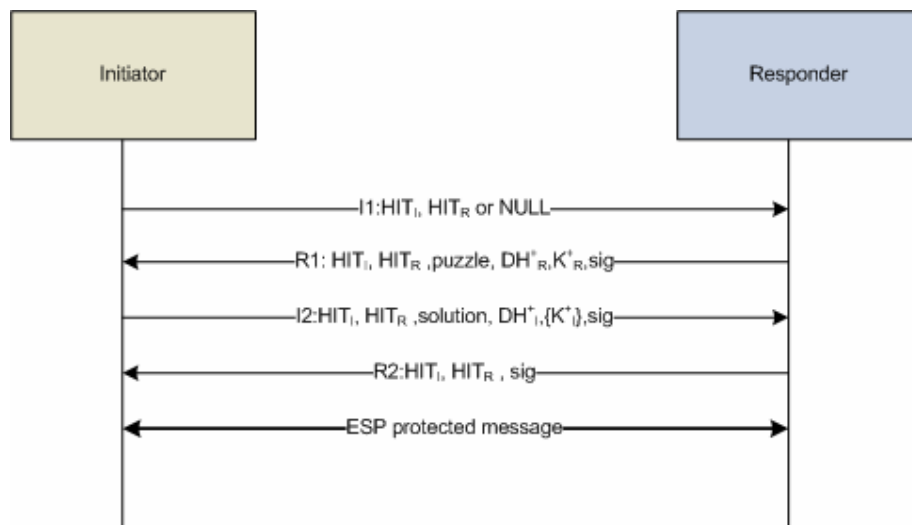 Initiator
Responder
I1:HITI, HITR or NULL
R1: HITI, HITR ,puzzle, DH+R,K+R,sig
I2:HITI, HITR ,solution, DH+I,{K+I},sig
R2:HITI, HITR , sig
ESP protected message